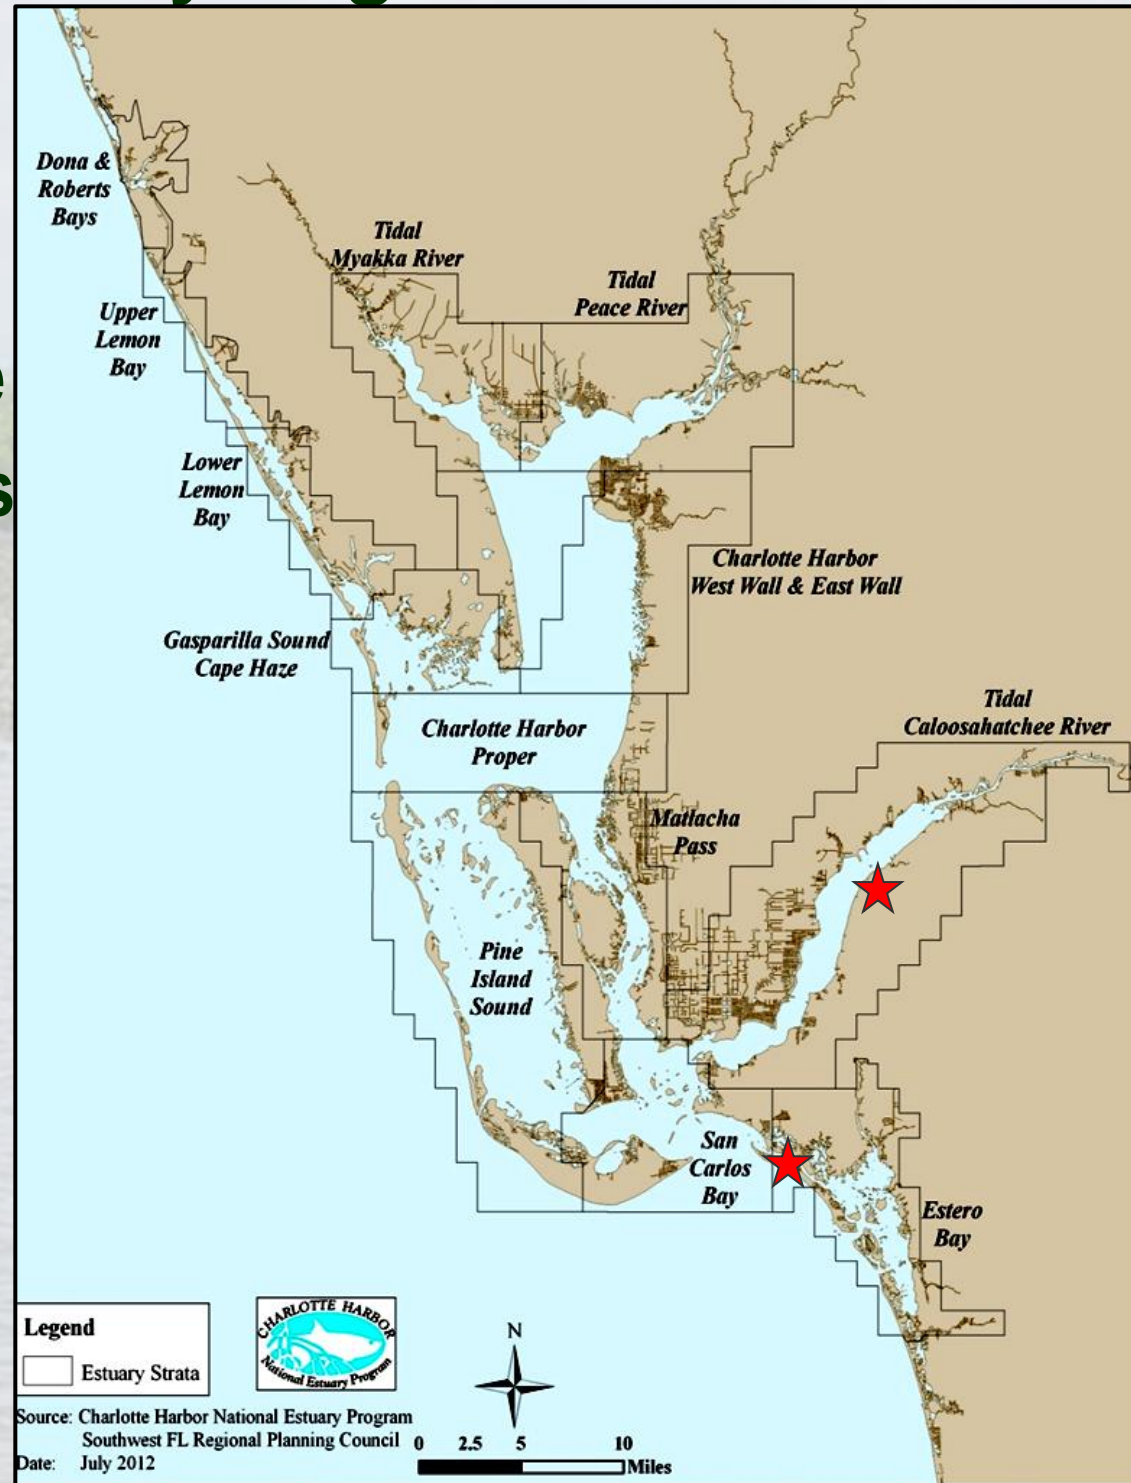 Dona &
Roberts
Bays
Tidal
Myakka River
Tidal
Peace River
Upper
Lemon
Bay
Lower
Lemon
Bay
Charlotte Harbor
West Wall & East Wall
Gasparilla Sound
Cape Haze
Charlotte Harbor
Proper
Tidal
Caloosahatchee River
Matlacha
Pass
Pine
Island
Sound
San
Carlos
Bay
Estero
Bay
Legend
Estuary Strata
CHARLOTTE HARBOR
National Estuary Program
N
Source: Charlotte Harbor National Estuary Program
Southwest FL Regional Planning Council
Date: July 2012
0 2.5 5 10
Miles